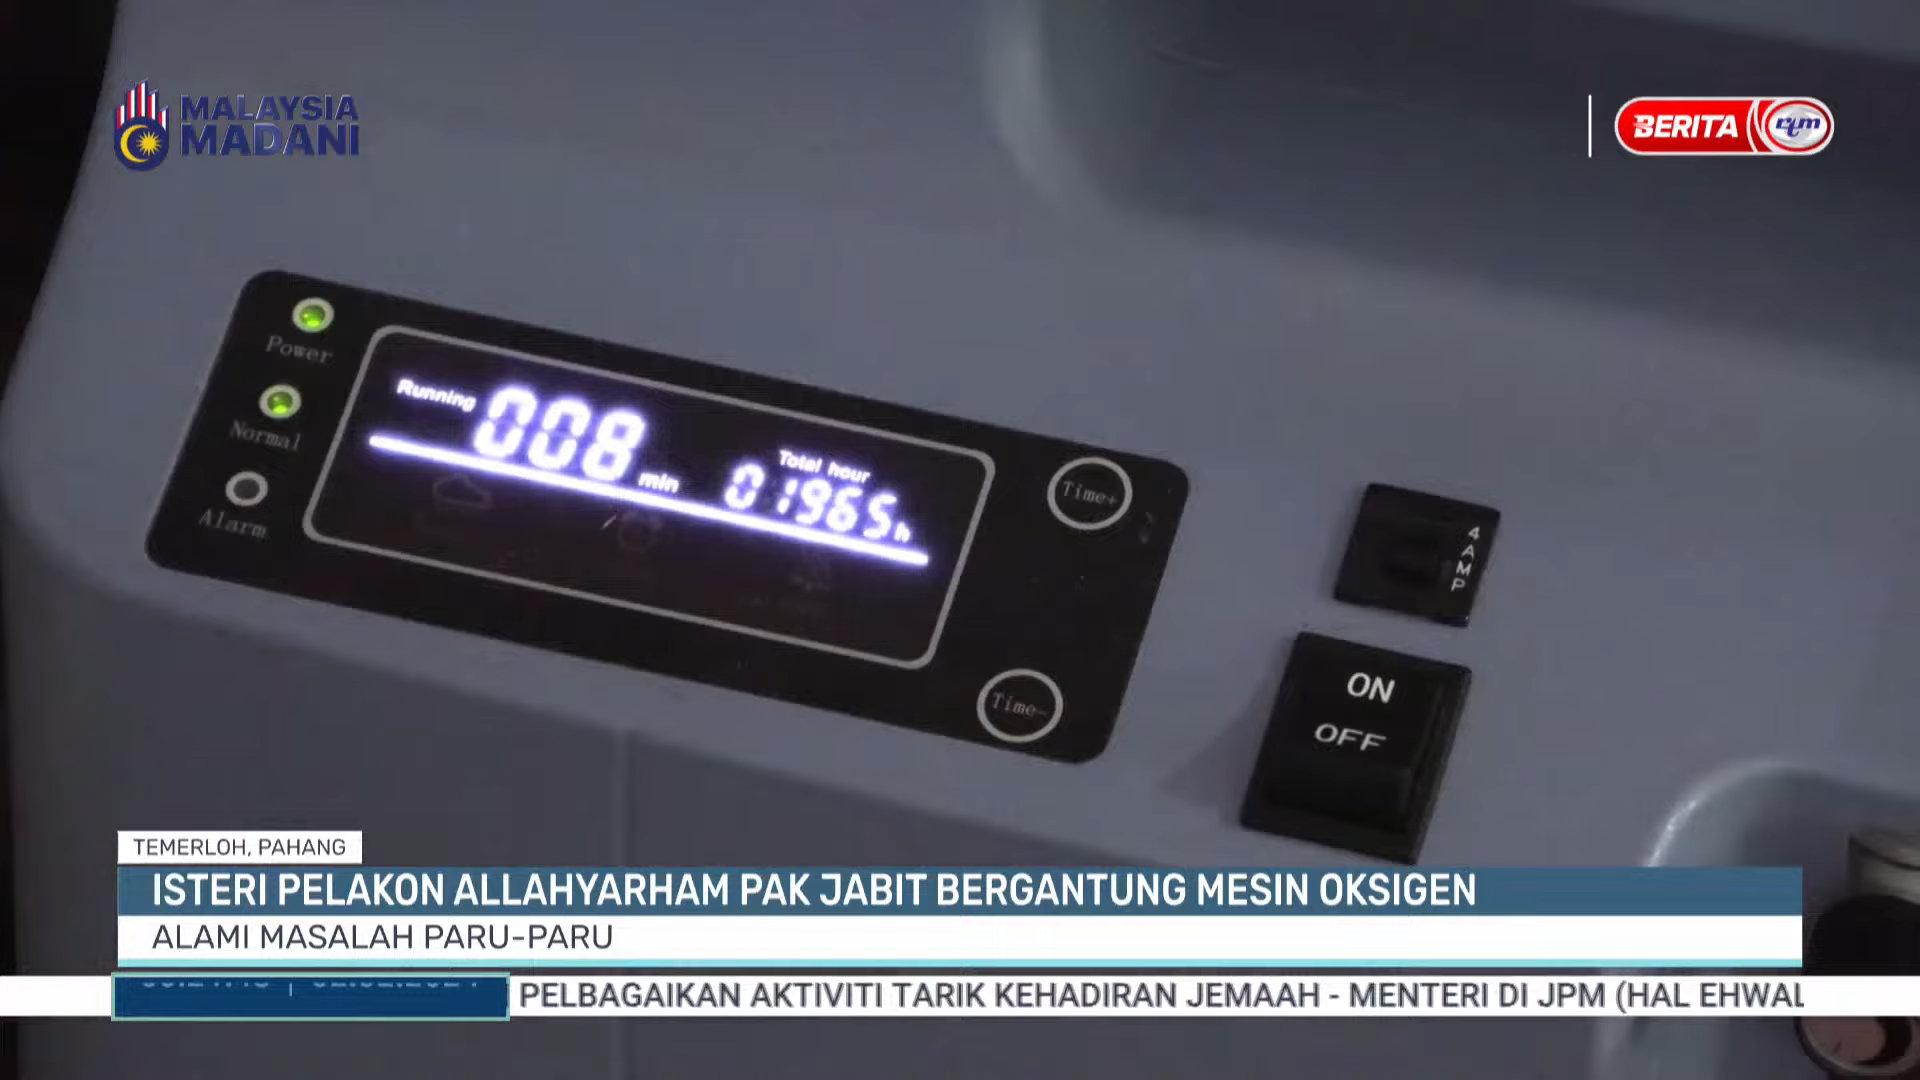 MALAYSIA
MADANI
BERITA rtm
Power
Normal
Alarm
Running 008 min
Total hour
01965h
Time+
Time-
4 AMP
ON
OFF
TEMERLOH, PAHANG
ISTERI PELAKON ALLAHYARHAM PAK JABIT BERGANTUNG MESIN OKSIGEN
ALAMI MASALAH PARU-PARU
PELBAGAIKAN AKTIVITI TARIK KEHADIRAN JEMAAH - MENTERI DI JPM (HAL EHWAL